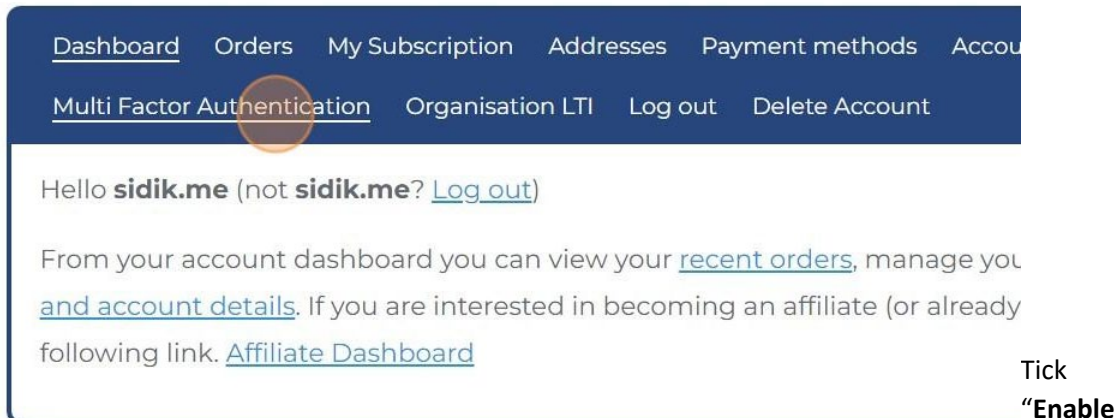 Dashboard Orders My Subscription Addresses Payment methods Accou
Multi Factor Authentication Organisation LTI Log out Delete Account
Hello sidik.me (not sidik.me? Log out)
From your account dashboard you can view your recent orders, manage you
and account details. If you are interested in becoming an affiliate (or already
following link. Affiliate Dashboard
Tick
“Enable